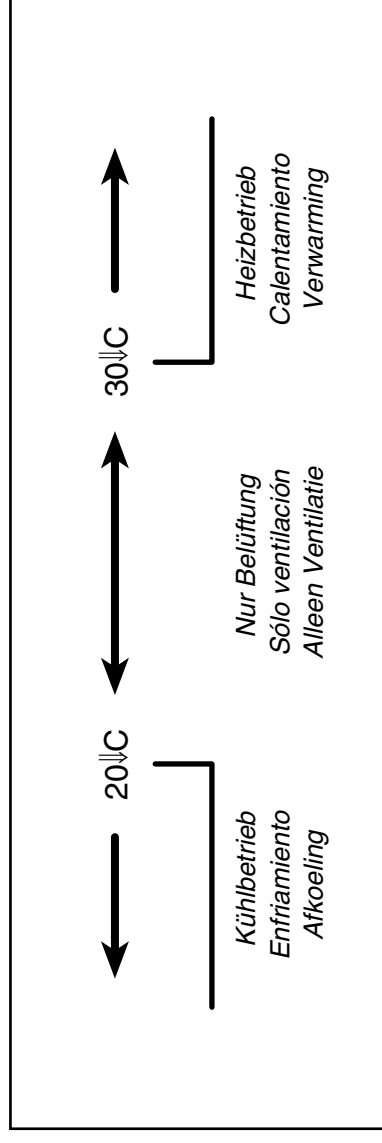 20⇓C
30⇓C
Kühlbetrieb
Enfriamiento
Afkoeling
Nur Belüftung
Sólo ventilación
Alleen Ventilatie
Heizbetrieb
Calentamiento
Verwarming